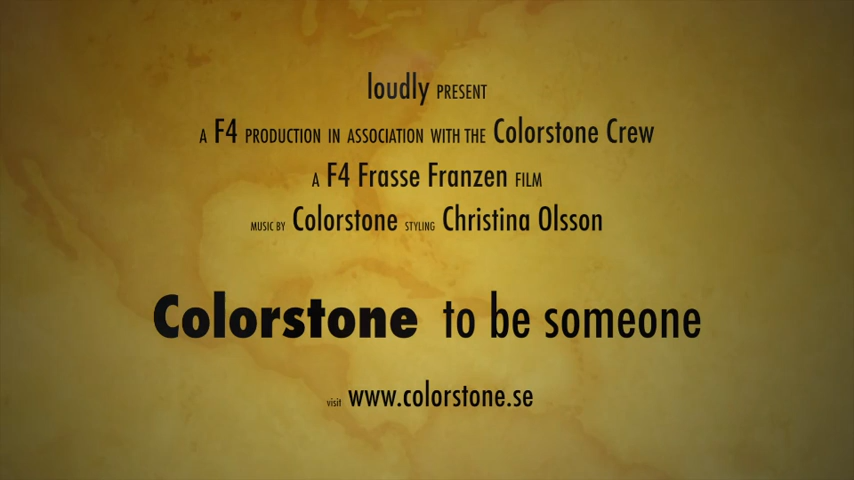 loudly PRESENT
A F4 PRODUCTION IN ASSOCIATION WITH THE Colorstone Crew
A F4 Frasse Franzen FILM
MUSIC BY Colorstone STYLING Christina Olsson
Colorstone to be someone
visit www.colorstone.se